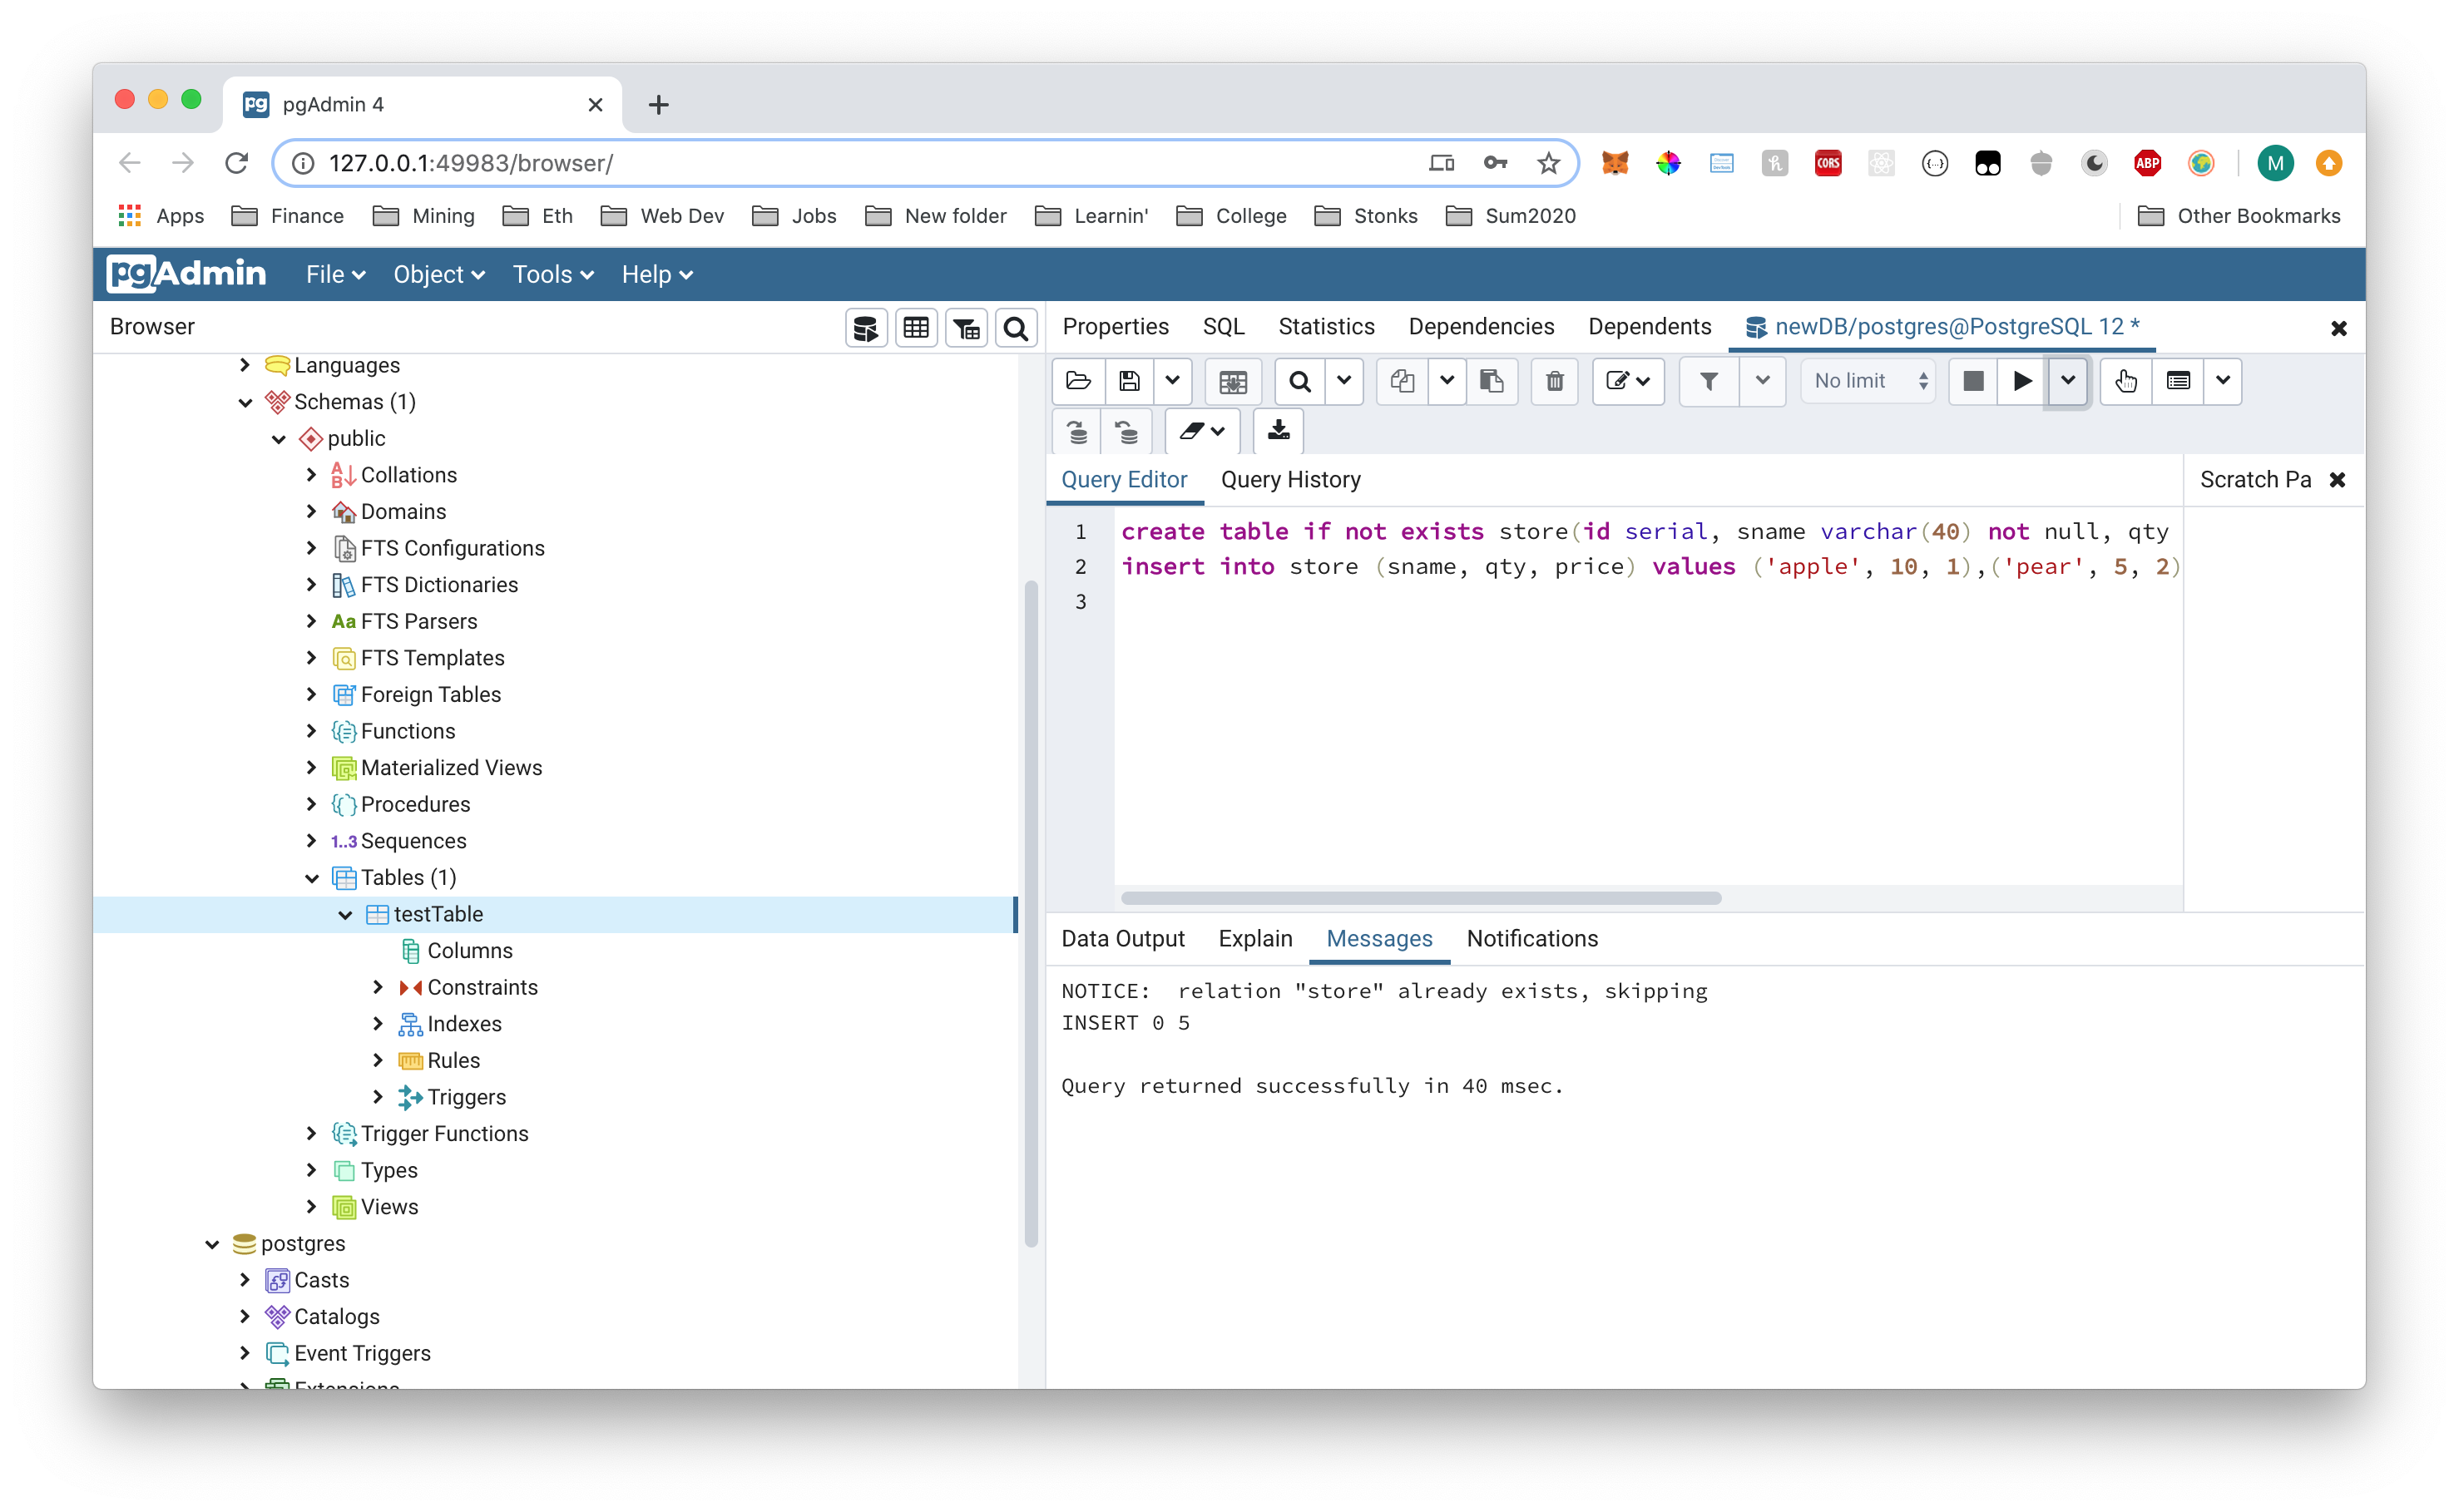 pgAdmin 4
127.0.0.1:49983/browser/
Apps Finance Mining Eth Web Dev Jobs New folder Learnin' College Stonks Sum2020 Other Bookmarks
pgAdmin File Object Tools Help
Browser
Properties SQL Statistics Dependencies Dependents newDB/postgres@PostgreSQL 12 *
No limit
Query Editor Query History Scratch Pa
1 create table if not exists store(id serial, sname varchar(40) not null, qty
2 insert into store (sname, qty, price) values ('apple', 10, 1),('pear', 5, 2)
3
Data Output Explain Messages Notifications
NOTICE:  relation "store" already exists, skipping
INSERT 0 5
Query returned successfully in 40 msec.
Languages
Schemas (1)
public
Collations
Domains
FTS Configurations
FTS Dictionaries
Aa FTS Parsers
FTS Templates
Foreign Tables
Functions
Materialized Views
Procedures
1..3 Sequences
Tables (1)
testTable
Columns
Constraints
Indexes
Rules
Triggers
Trigger Functions
Types
Views
postgres
Casts
Catalogs
Event Triggers
Extensions
CORS
ABP
M